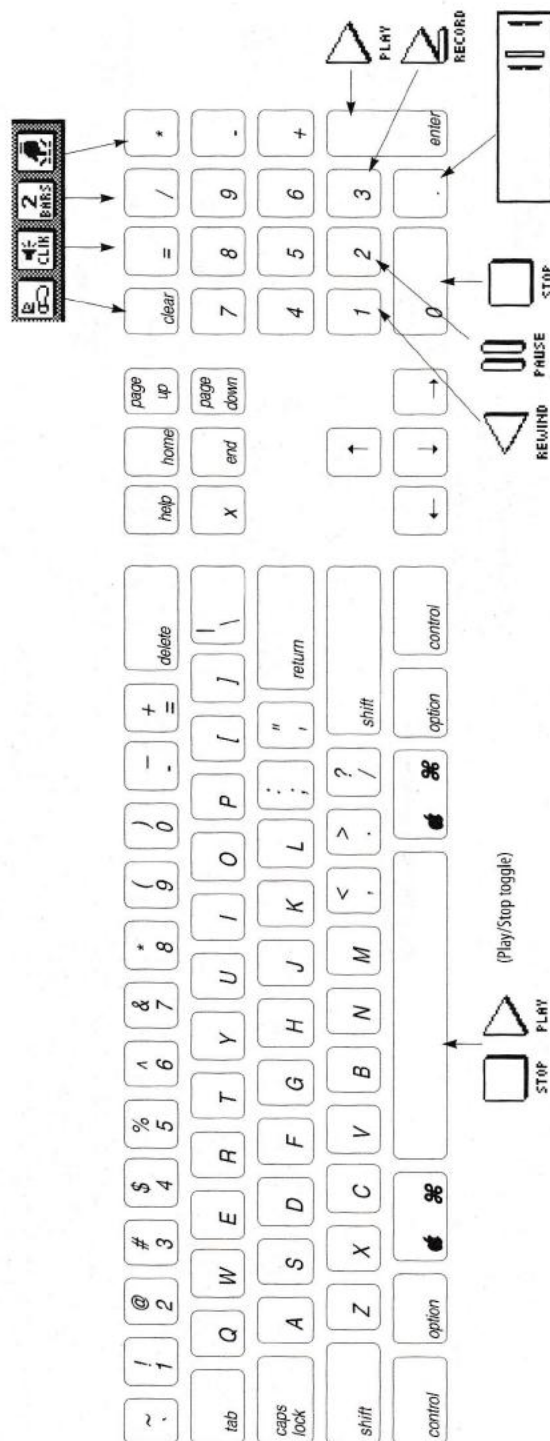 CLIK
2 BARS
~ `
! 1
@ 2
# 3
$ 4
% 5
^ 6
& 7
* 8
( 9
) 0
— -
+ =
delete
help
home
page up
clear
=
/
*
tab
Q
W
E
R
T
Y
U
I
O
P
[
]
| \
x
end
page down
7
8
9
-
caps lock
A
S
D
F
G
H
J
K
L
: ;
" '
return
4
5
6
+
shift
Z
X
C
V
B
N
M
< ,
> .
? /
shift
↑
1
2
3
enter
PLAY
RECORD
control
option
⌘
⌘
option
control
←
↓
→
0
.
STOP
PLAY
(Play/Stop toggle)
REWIND
PAUSE
STOP